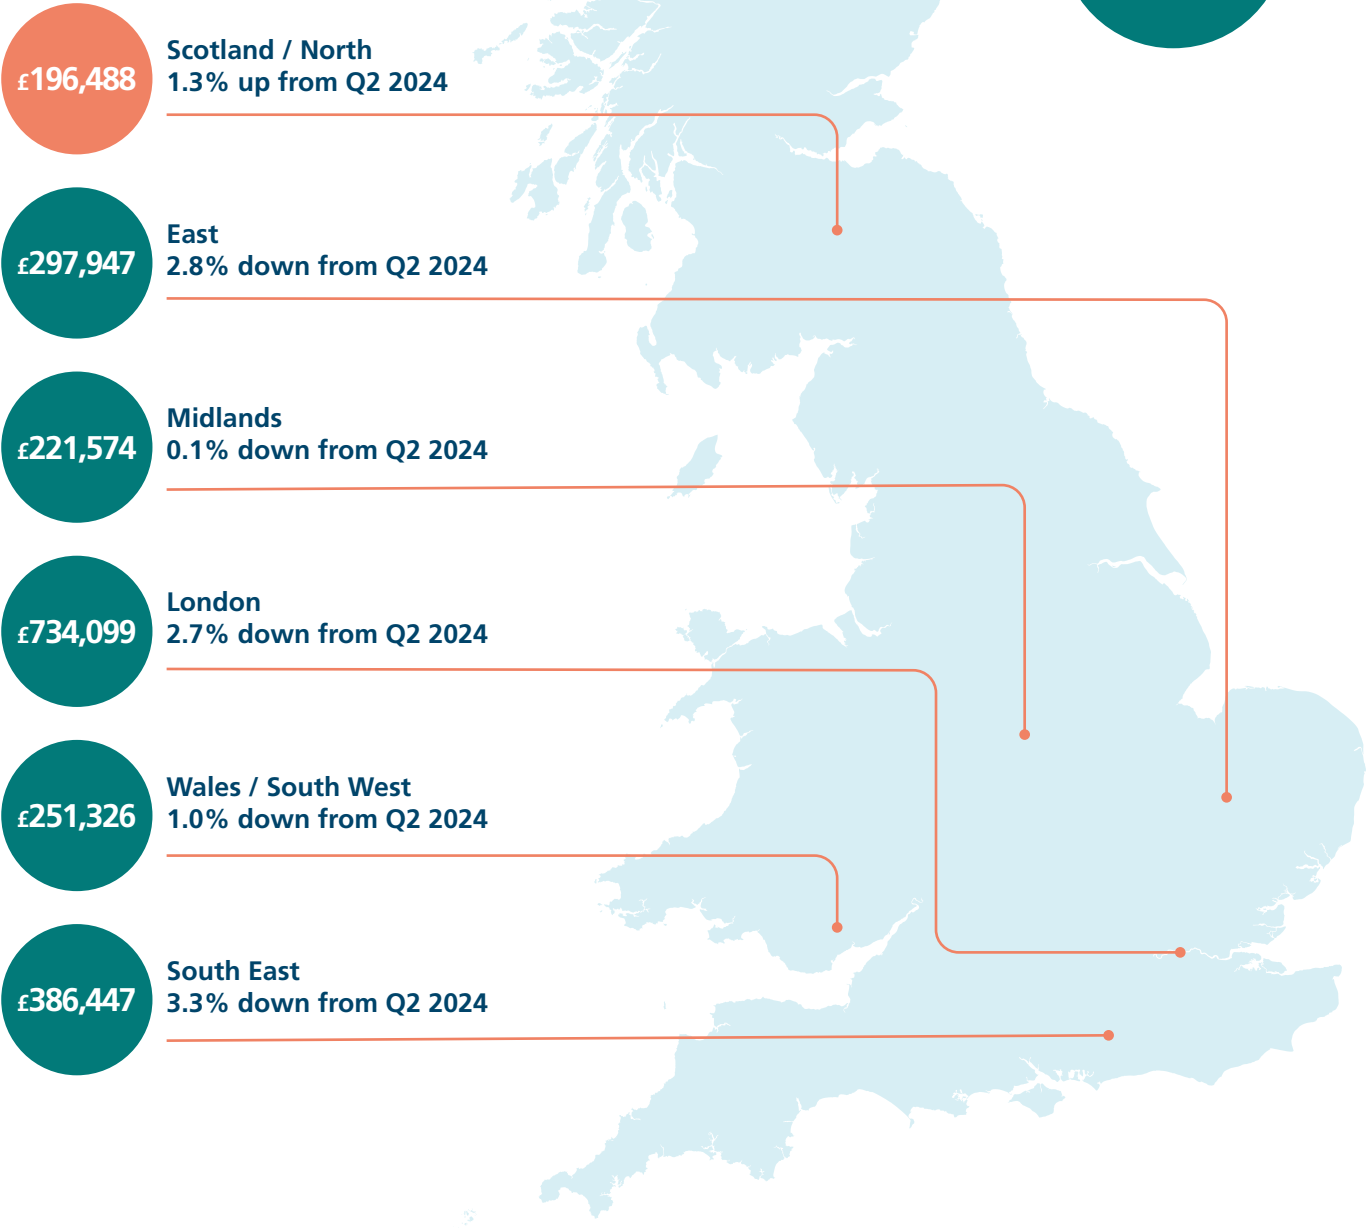 £196,488
Scotland / North
1.3% up from Q2 2024
£297,947
East
2.8% down from Q2 2024
£221,574
Midlands
0.1% down from Q2 2024
£734,099
London
2.7% down from Q2 2024
£251,326
Wales / South West
1.0% down from Q2 2024
£386,447
South East
3.3% down from Q2 2024